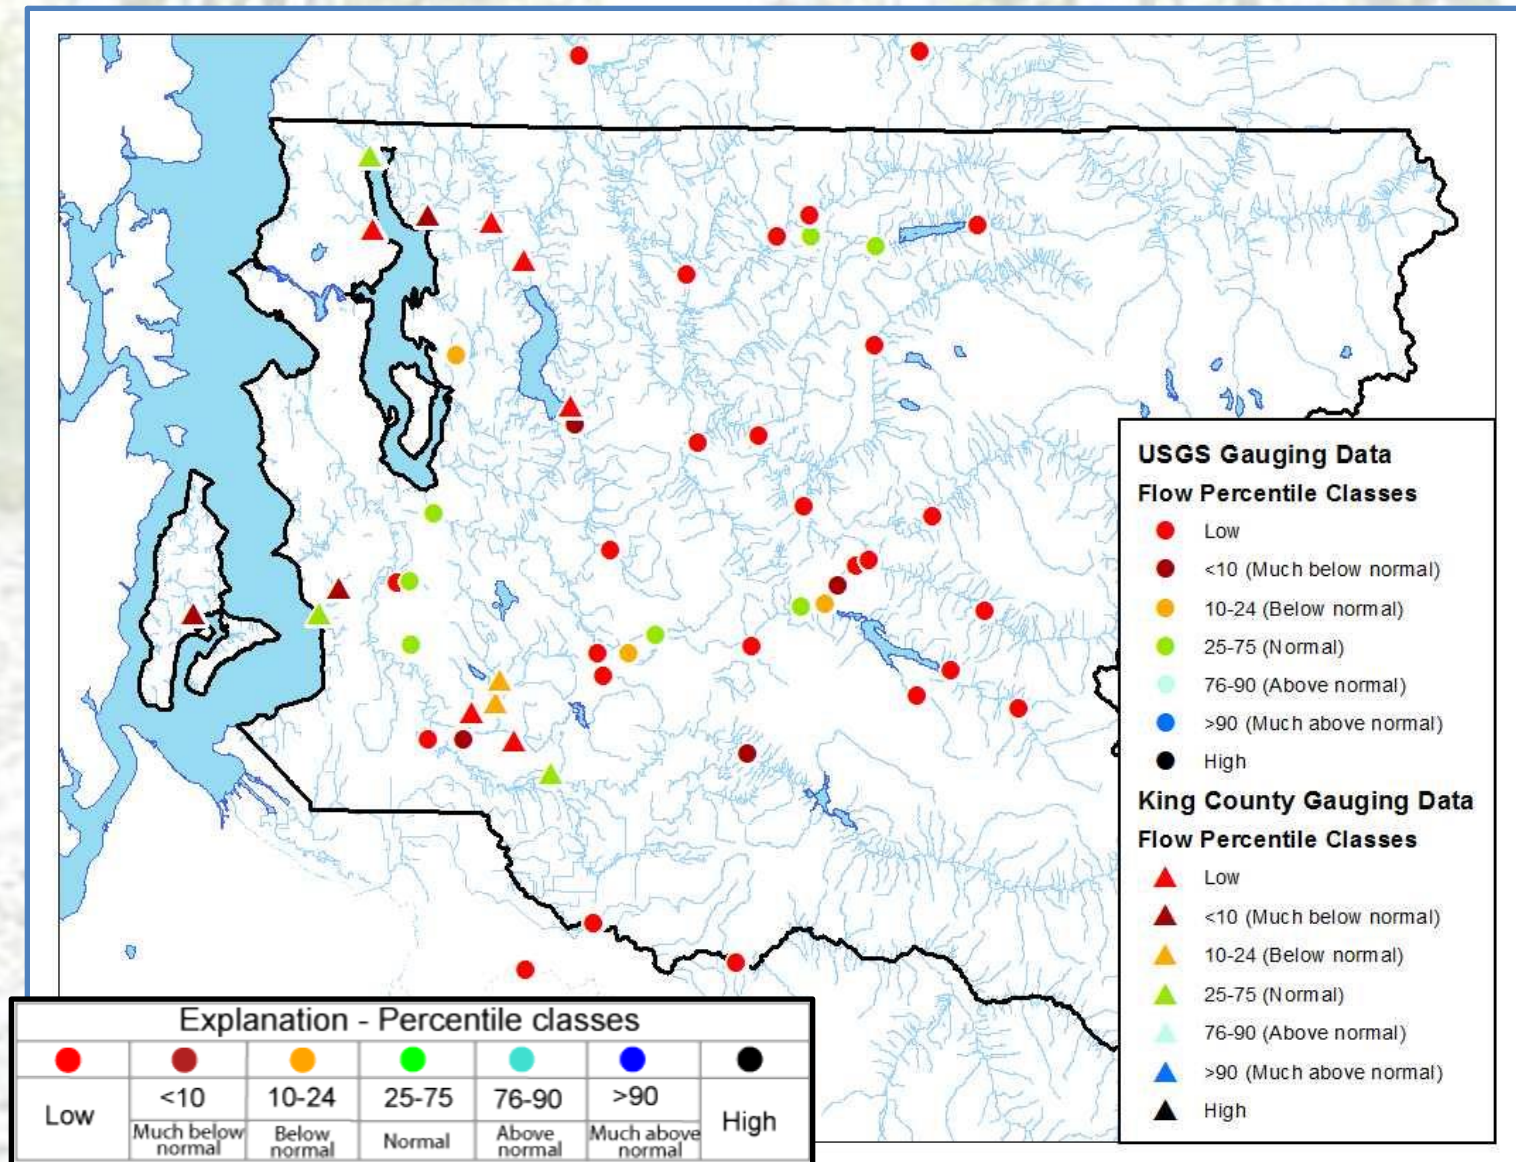 USGS Gauging Data
Flow Percentile Classes
Low
<10 (Much below normal)
10-24 (Below normal)
25-75 (Normal)
76-90 (Above normal)
>90 (Much above normal)
High
King County Gauging Data
Flow Percentile Classes
Low
<10 (Much below normal)
10-24 (Below normal)
25-75 (Normal)
76-90 (Above normal)
>90 (Much above normal)
High
Explanation - Percentile classes
Low
<10
10-24
25-75
76-90
>90
High
Much below
normal
Below
normal
Normal
Above
normal
Much above
normal